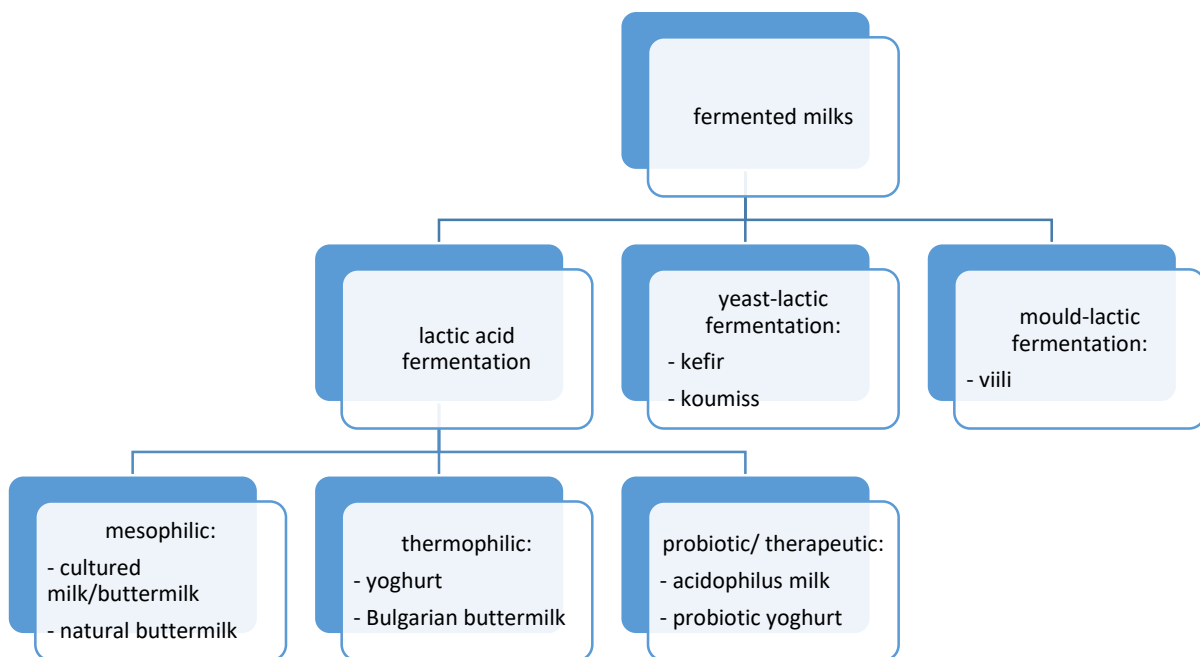 fermented milks
lactic acid
fermentation
yeast-lactic
fermentation:
- kefir
- koumiss
mould-lactic
fermentation:
- viili
mesophilic:
- cultured
milk/buttermilk
- natural buttermilk
thermophilic:
- yoghurt
- Bulgarian buttermilk
probiotic/ therapeutic:
- acidophilus milk
- probiotic yoghurt